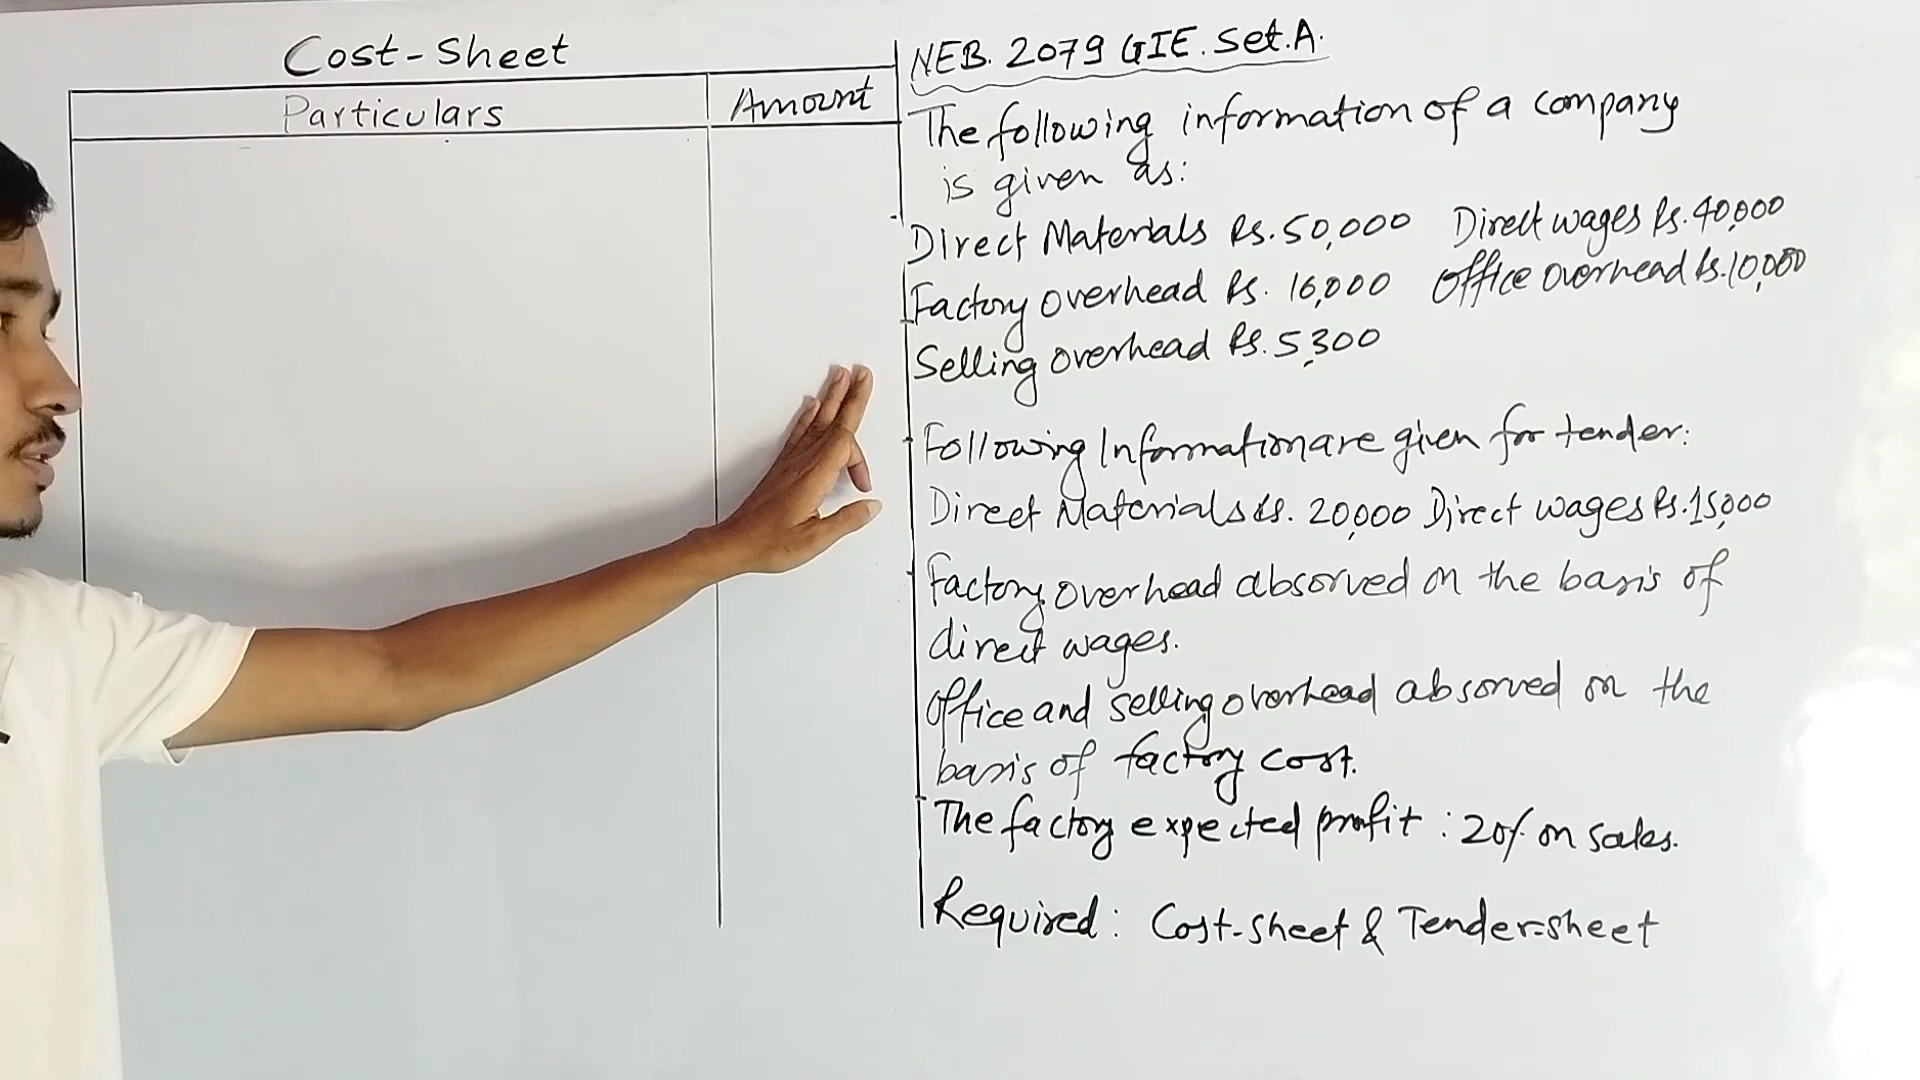 Cost-Sheet
Particulars
Amount
NEB. 2079 GIE. Set.A.
The following information of a company
is given as:
Direct Materials Rs.50,000 Direct wages Rs.40,000
Factory overhead Rs. 16,000 Office overhead Rs.10,000
Selling overhead Rs.5,300
Following Information are given for tender:
Direct Materials Rs. 20,000 Direct wages Rs.15,000
Factory overhead absorved on the basis of
direct wages.
Office and selling overhead absorved on the
basis of factory cost.
The factory expected profit : 20% on sales.
Required: Cost-sheet & Tender-sheet